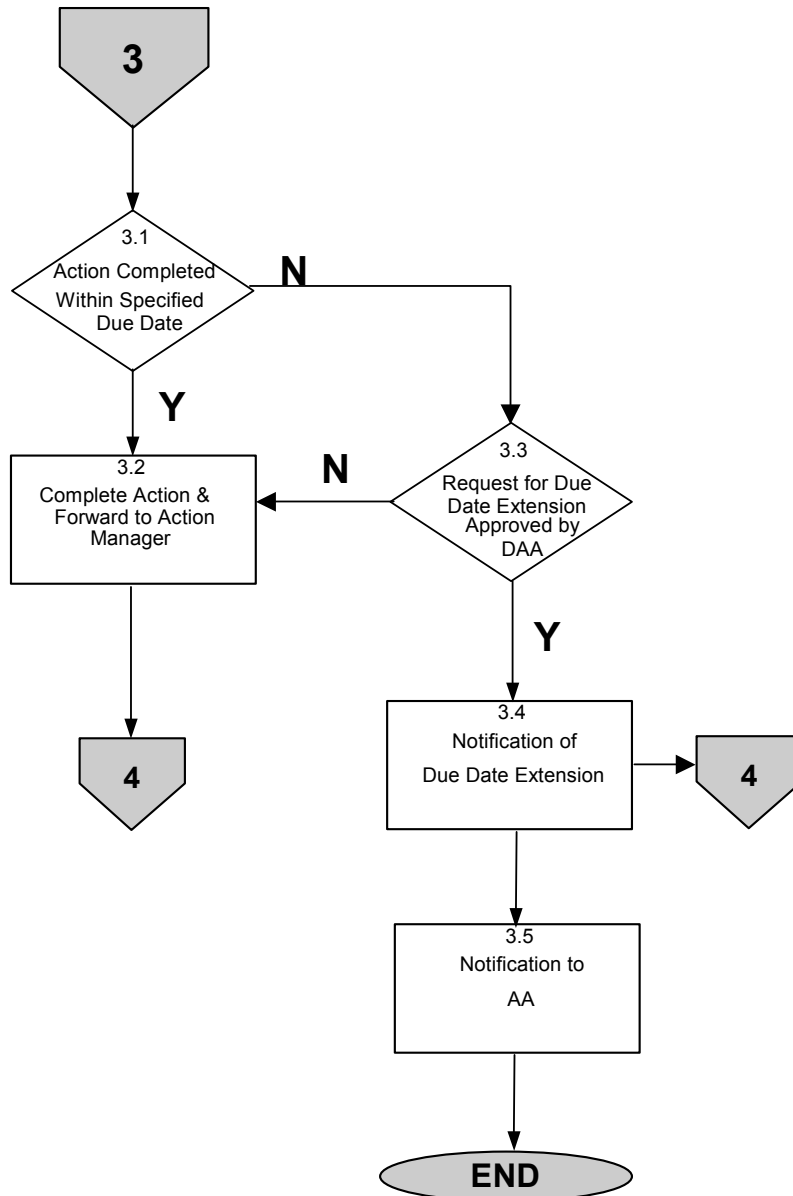 3
3.1
Action Completed
Within Specified
Due Date
N
Y
3.2
Complete Action &
Forward to Action
Manager
N
3.3
Request for Due
Date Extension
Approved by
DAA
Y
4
3.4
Notification of
Due Date Extension
4
3.5
Notification to
AA
END